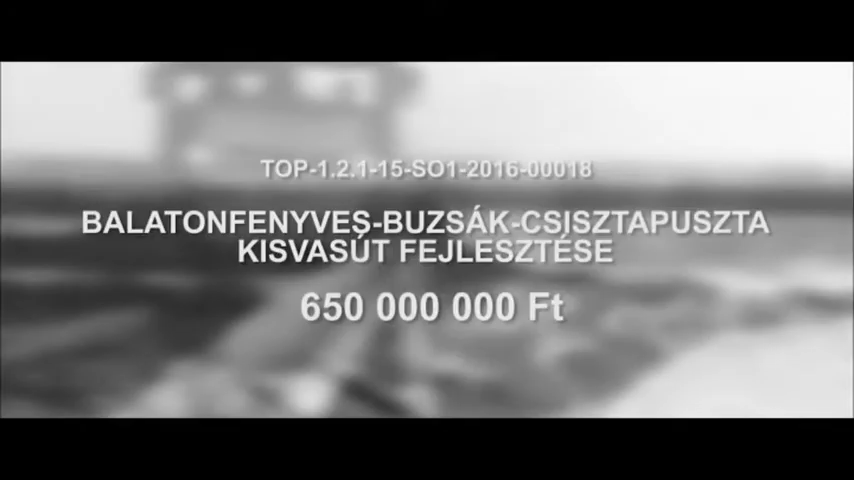 TOP-1.2.1-15-SO1-2016-00018
BALATONFENYVES-BUZSÁK-CSISZTAPUSZTA
KISVASÚT FEJLESZTÉSE
650 000 000 Ft